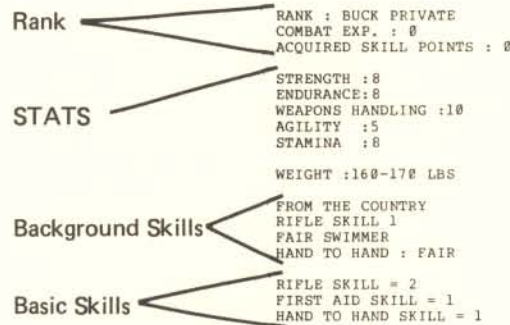 Rank
RANK : BUCK PRIVATE
COMBAT EXP. : 0
ACQUIRED SKILL POINTS : 0
STATS
STRENGTH :8
ENDURANCE:8
WEAPONS HANDLING :10
AGILITY :5
STAMINA :8
WEIGHT :160-170 LBS
Background Skills
FROM THE COUNTRY
RIFLE SKILL 1
FAIR SWIMMER
HAND TO HAND : FAIR
Basic Skills
RIFLE SKILL = 2
FIRST AID SKILL = 1
HAND TO HAND SKILL = 1